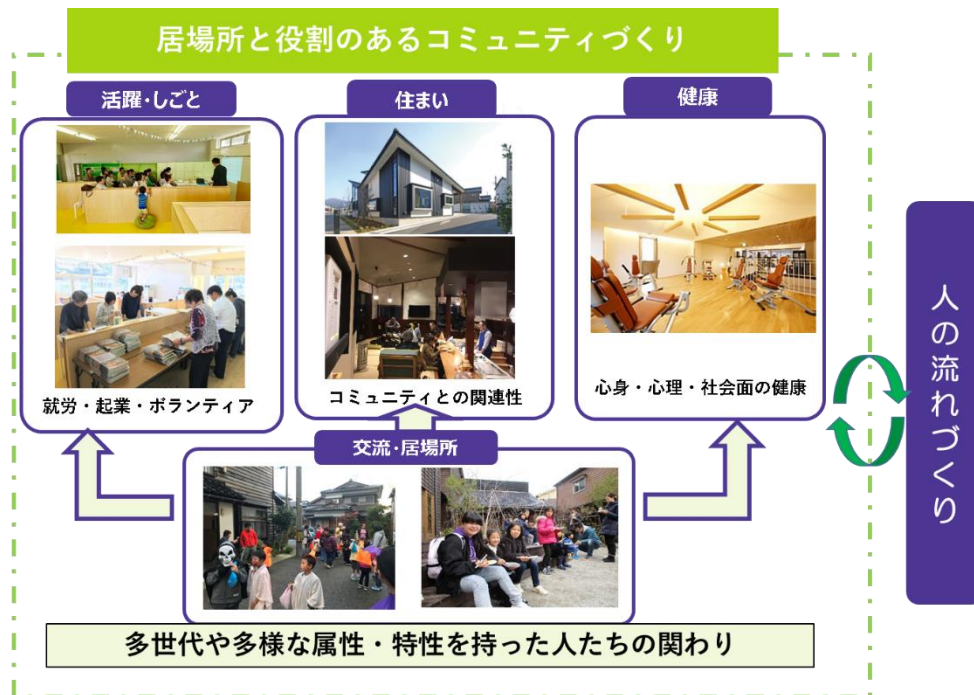 居場所と役割のあるコミュニティづくり
活躍・しごと
住まい
健康
就労・起業・ボランティア
コミュニティとの関連性
心身・心理・社会面の健康
交流・居場所
多世代や多様な属性・特性を持った人たちの関わり
人の流れづくり